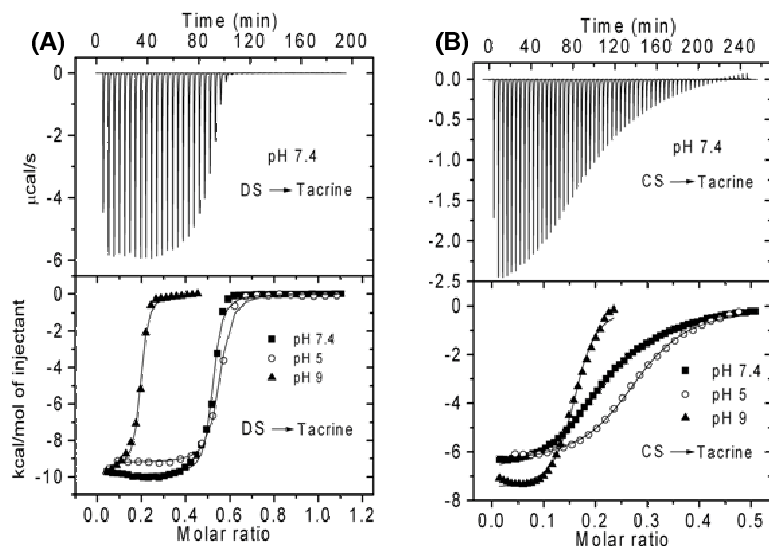 (A)
Time (min)
0 40 80 120 160 200
0
-2
-4
-6
μcal/s
pH 7.4
DS → Tacrine
0
-2
-4
-6
-8
-10
kcal/mol of injectant
pH 7.4
pH 5
pH 9
DS → Tacrine
0.0 0.2 0.4 0.6 0.8 1.0 1.2
Molar ratio
(B)
Time (min)
0 40 80 120 160 200 240
0.0
-0.5
-1.0
-1.5
-2.0
-2.5
pH 7.4
CS → Tacrine
0
-2
-4
-6
-8
pH 7.4
pH 5
pH 9
CS → Tacrine
0.0 0.1 0.2 0.3 0.4 0.5
Molar ratio